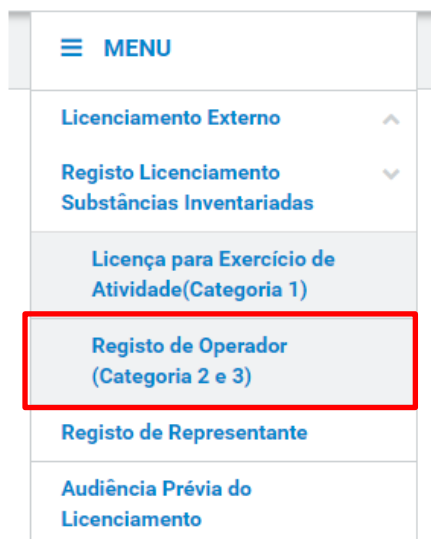 MENU
Licenciamento Externo
Registo Licenciamento
Substâncias Inventariadas
Licença para Exercício de
Atividade(Categoria 1)
Registo de Operador
(Categoria 2 e 3)
Registo de Representante
Audiência Prévia do
Licenciamento